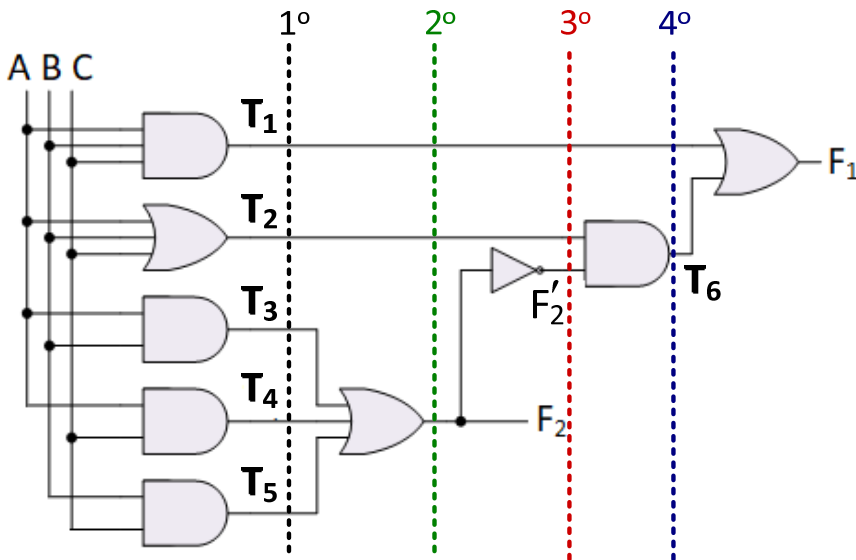 1º 2º 3º 4º
A B C
T₁
F₁
T₂
T₆
F₂′
T₃
T₄
F₂
T₅